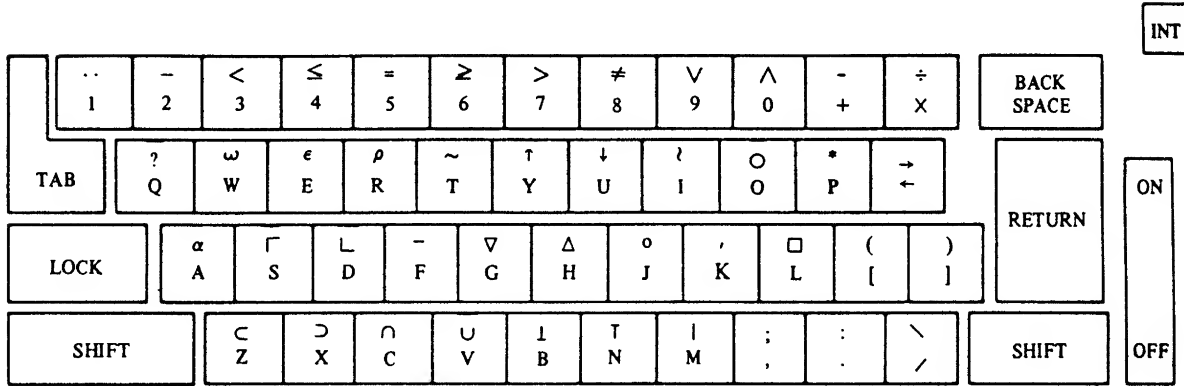 INT
¨ ¯ < ≤ = ≥ > ≠ ∨ ∧ - ÷
1 2 3 4 5 6 7 8 9 0 + × BACK SPACE
? ω ϵ ρ ~ ↑ ↓ ≀ ○ * →
TAB Q W E R T Y U I O P ← RETURN ON
α ⌈ ⌊ _ ∇ Δ ∘ ' □ ( )
LOCK A S D F G H J K L [ ]
⊂ ⊃ ∩ ∪ ⊥ ⊤ | ; : \
SHIFT Z X C V B N M , . / SHIFT OFF